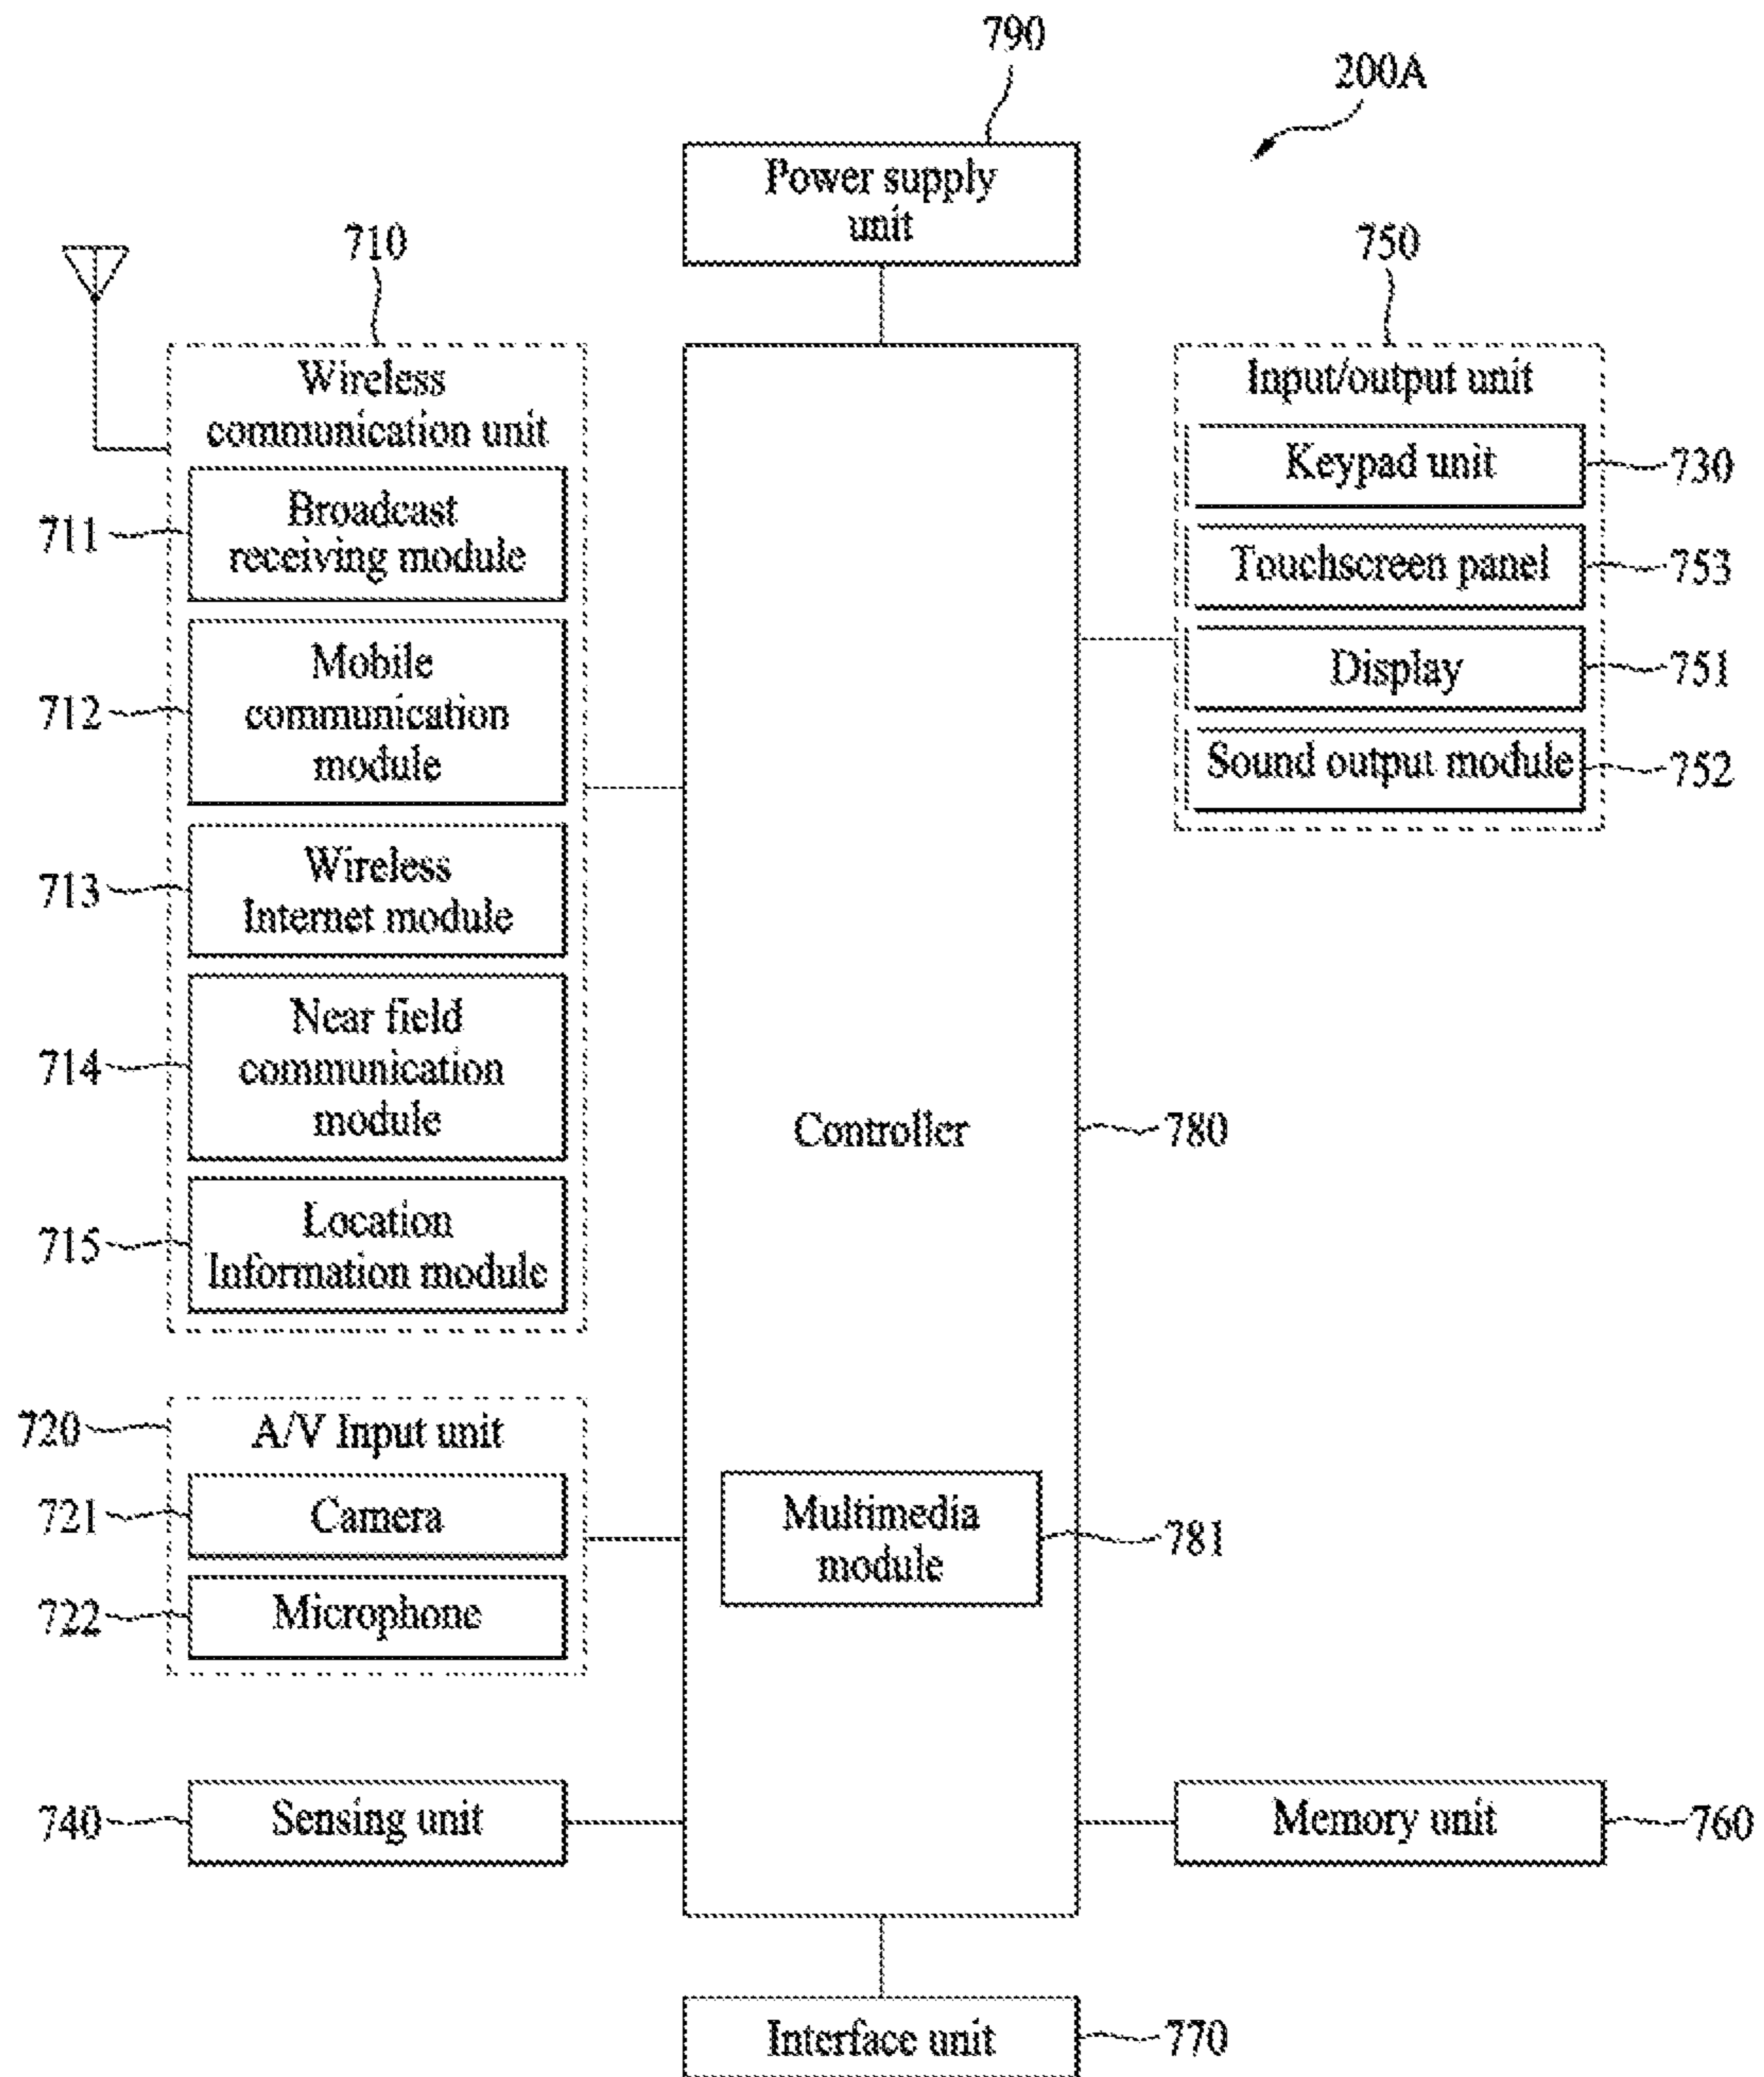 790
200A
Power supply
unit
710
750
Wireless
communication unit
Input/output unit
Keypad unit
730
711
Broadcast
receiving module
Touchscreen panel
753
712
Mobile
communication
module
Display
751
Sound output module
752
713
Wireless
Internet module
714
Near field
communication
module
Controller
780
715
Location
Information module
720
A/V Input unit
721
Camera
Multimedia
module
781
722
Microphone
740
Sensing unit
Memory unit
760
Interface unit
770